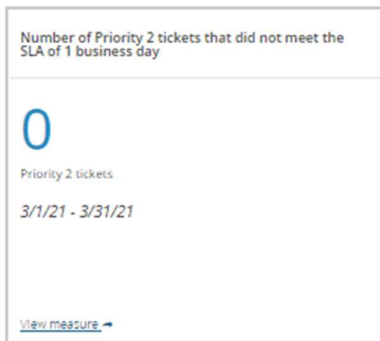 Number of Priority 2 tickets that did not meet the
SLA of 1 business day
0
Priority 2 tickets
3/1/21 - 3/31/21
View measure